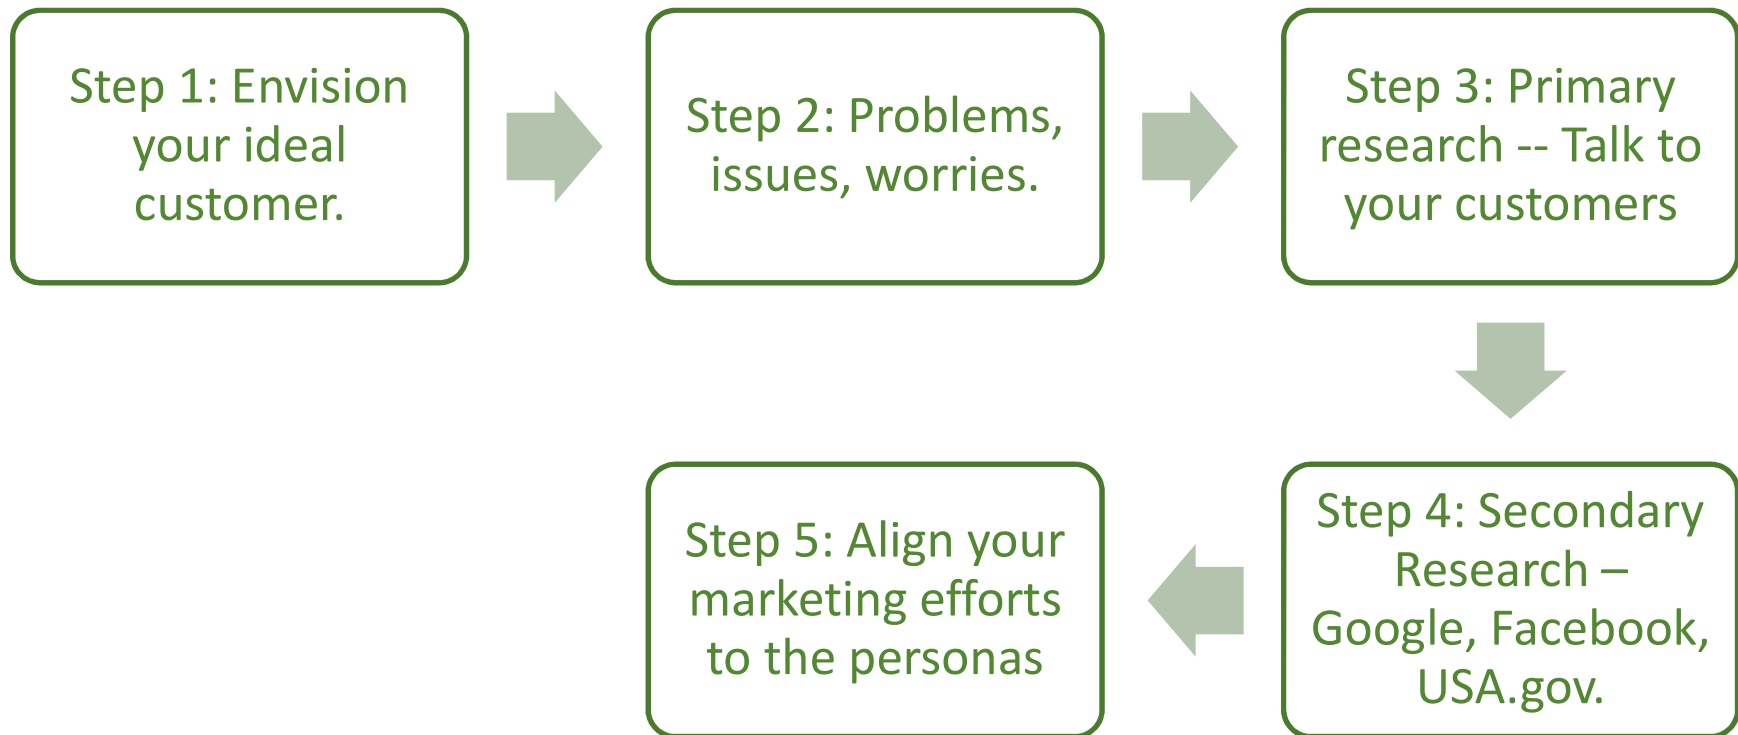 Step 1: Envision
your ideal
customer.
Step 2: Problems,
issues, worries.
Step 3: Primary
research -- Talk to
your customers
Step 4: Secondary
Research –
Google, Facebook,
USA.gov.
Step 5: Align your
marketing efforts
to the personas